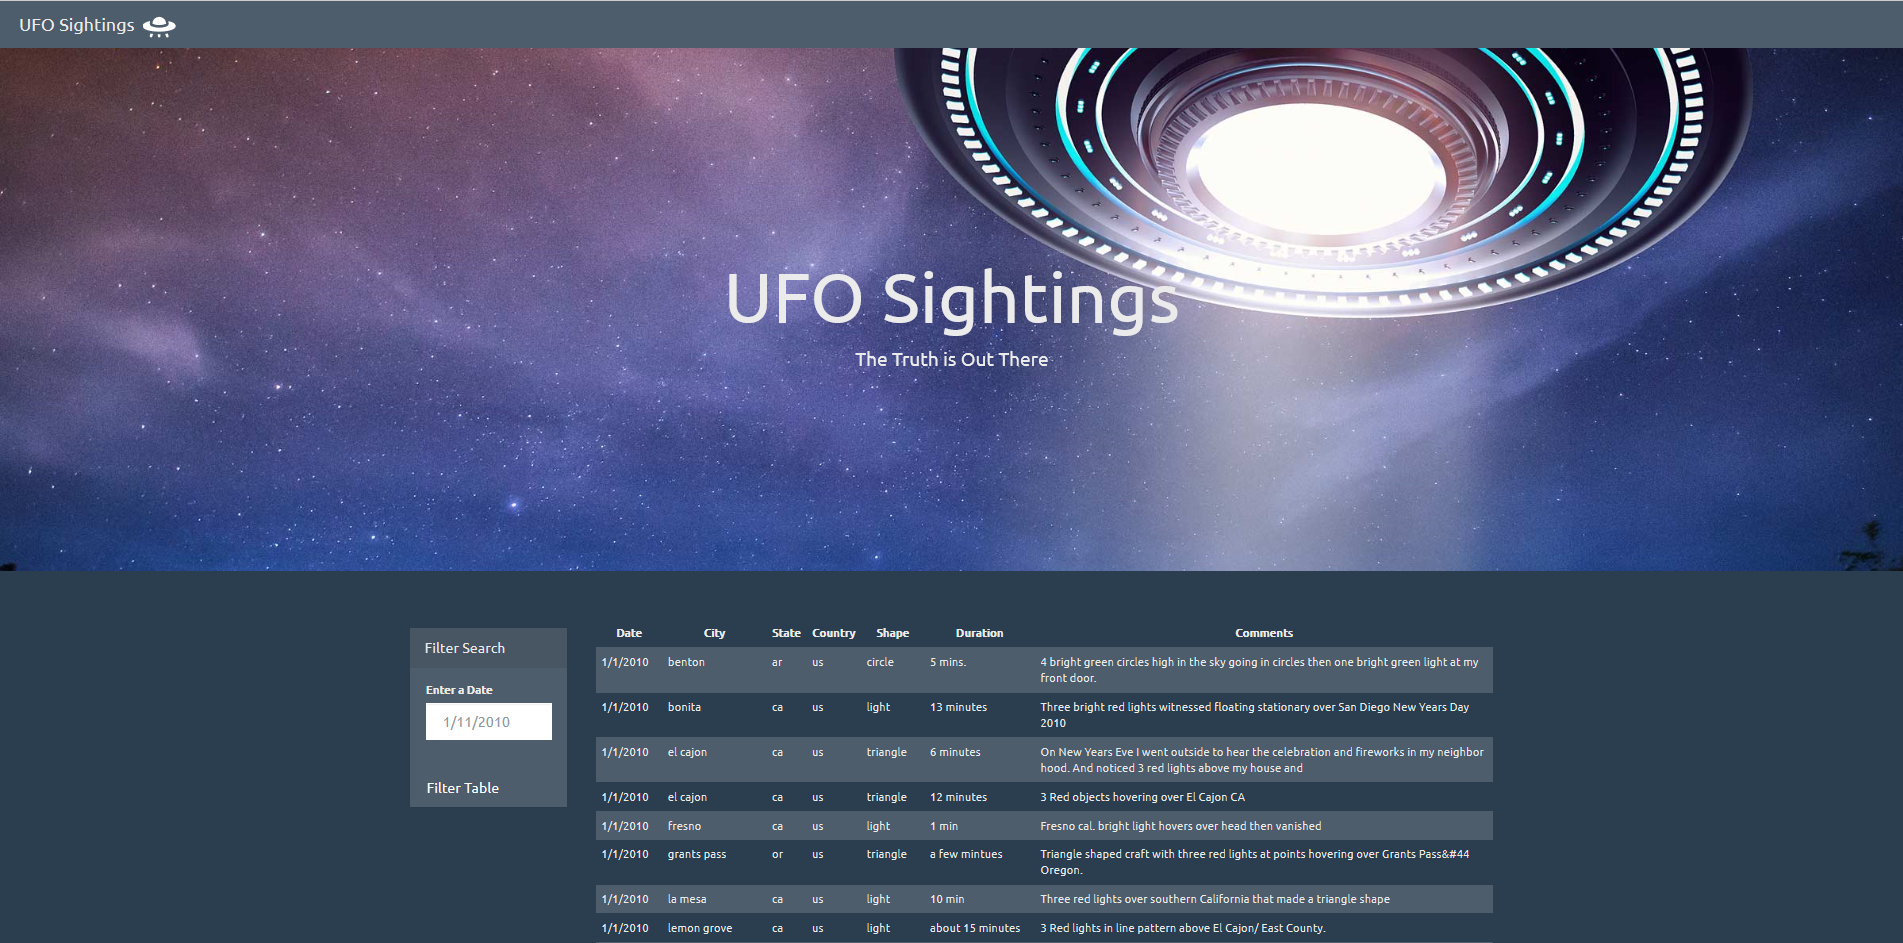 UFO Sightings
UFO Sightings
The Truth is Out There
Filter Search
Enter a Date
1/11/2010
Filter Table
Date City State Country Shape Duration Comments
1/1/2010 benton ar us circle 5 mins. 4 bright green circles high in the sky going in circles then one bright green light at my
front door.
1/1/2010 bonita ca us light 13 minutes Three bright red lights witnessed floating stationary over San Diego New Years Day
2010
1/1/2010 el cajon ca us triangle 6 minutes On New Years Eve I went outside to hear the celebration and fireworks in my neighbor
hood. And noticed 3 red lights above my house and
1/1/2010 el cajon ca us triangle 12 minutes 3 Red objects hovering over El Cajon CA
1/1/2010 fresno ca us light 1 min Fresno cal. bright light hovers over head then vanished
1/1/2010 grants pass or us triangle a few mintues Triangle shaped craft with three red lights at points hovering over Grants Pass&#44
Oregon.
1/1/2010 la mesa ca us light 10 min Three red lights over southern California that made a triangle shape
1/1/2010 lemon grove ca us light about 15 minutes 3 Red lights in line pattern above El Cajon/ East County.